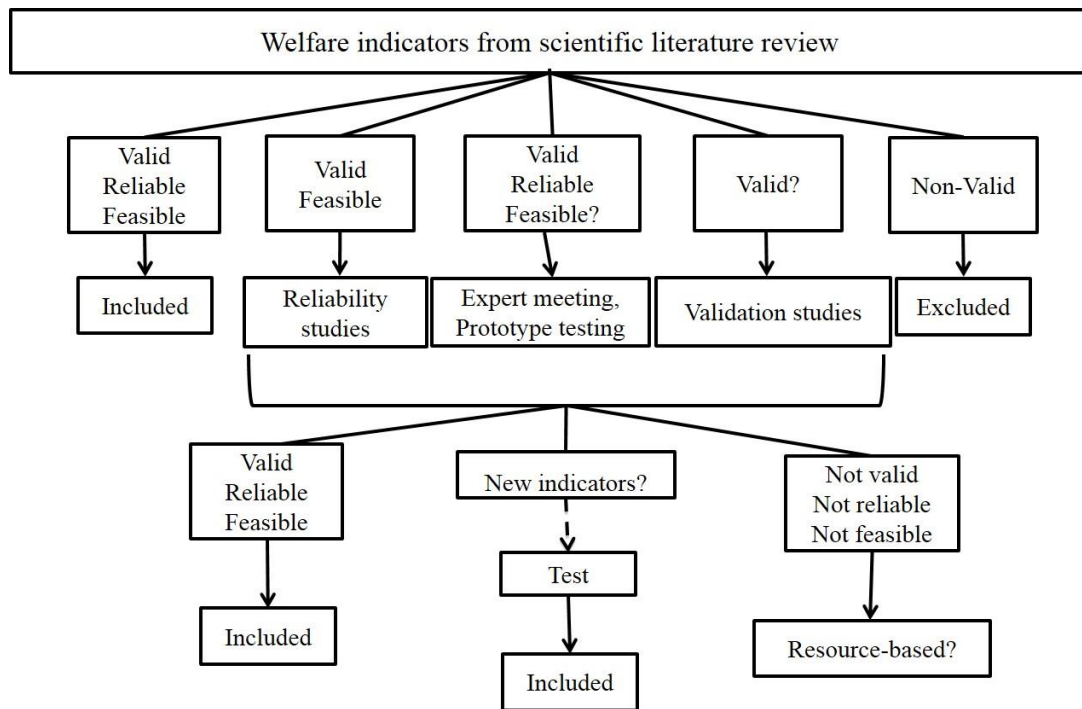 Welfare indicators from scientific literature review
Valid
Reliable
Feasible
Valid
Feasible
Valid
Reliable
Feasible?
Valid?
Non-Valid
Included
Reliability
studies
Expert meeting,
Prototype testing
Validation studies
Excluded
Valid
Reliable
Feasible
New indicators?
Not valid
Not reliable
Not feasible
Test
Included
Resource-based?
Included